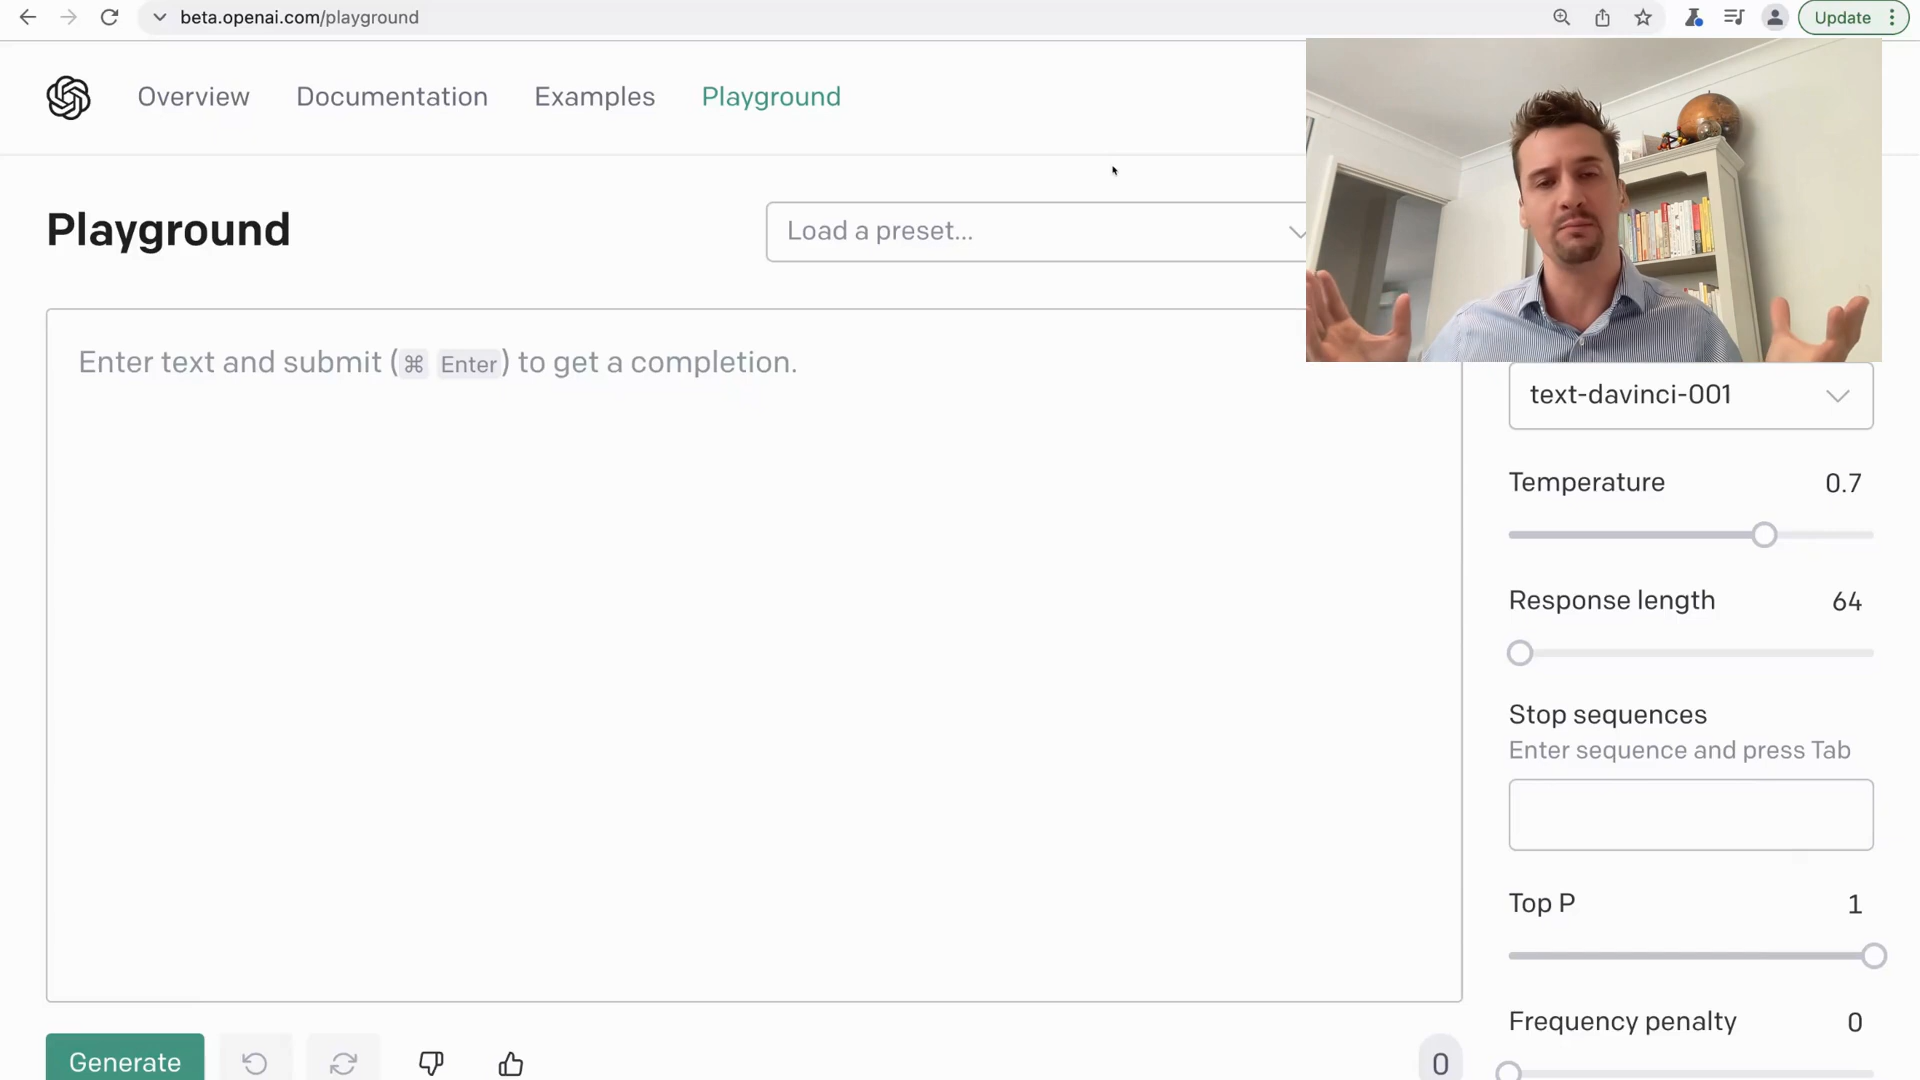 beta.openai.com/playground
Update
Overview
Documentation
Examples
Playground
Playground
Load a preset...
Enter text and submit (⌘ Enter) to get a completion.
text-davinci-001
Temperature
0.7
Response length
64
Stop sequences
Enter sequence and press Tab
Top P
1
Frequency penalty
0
Generate
0